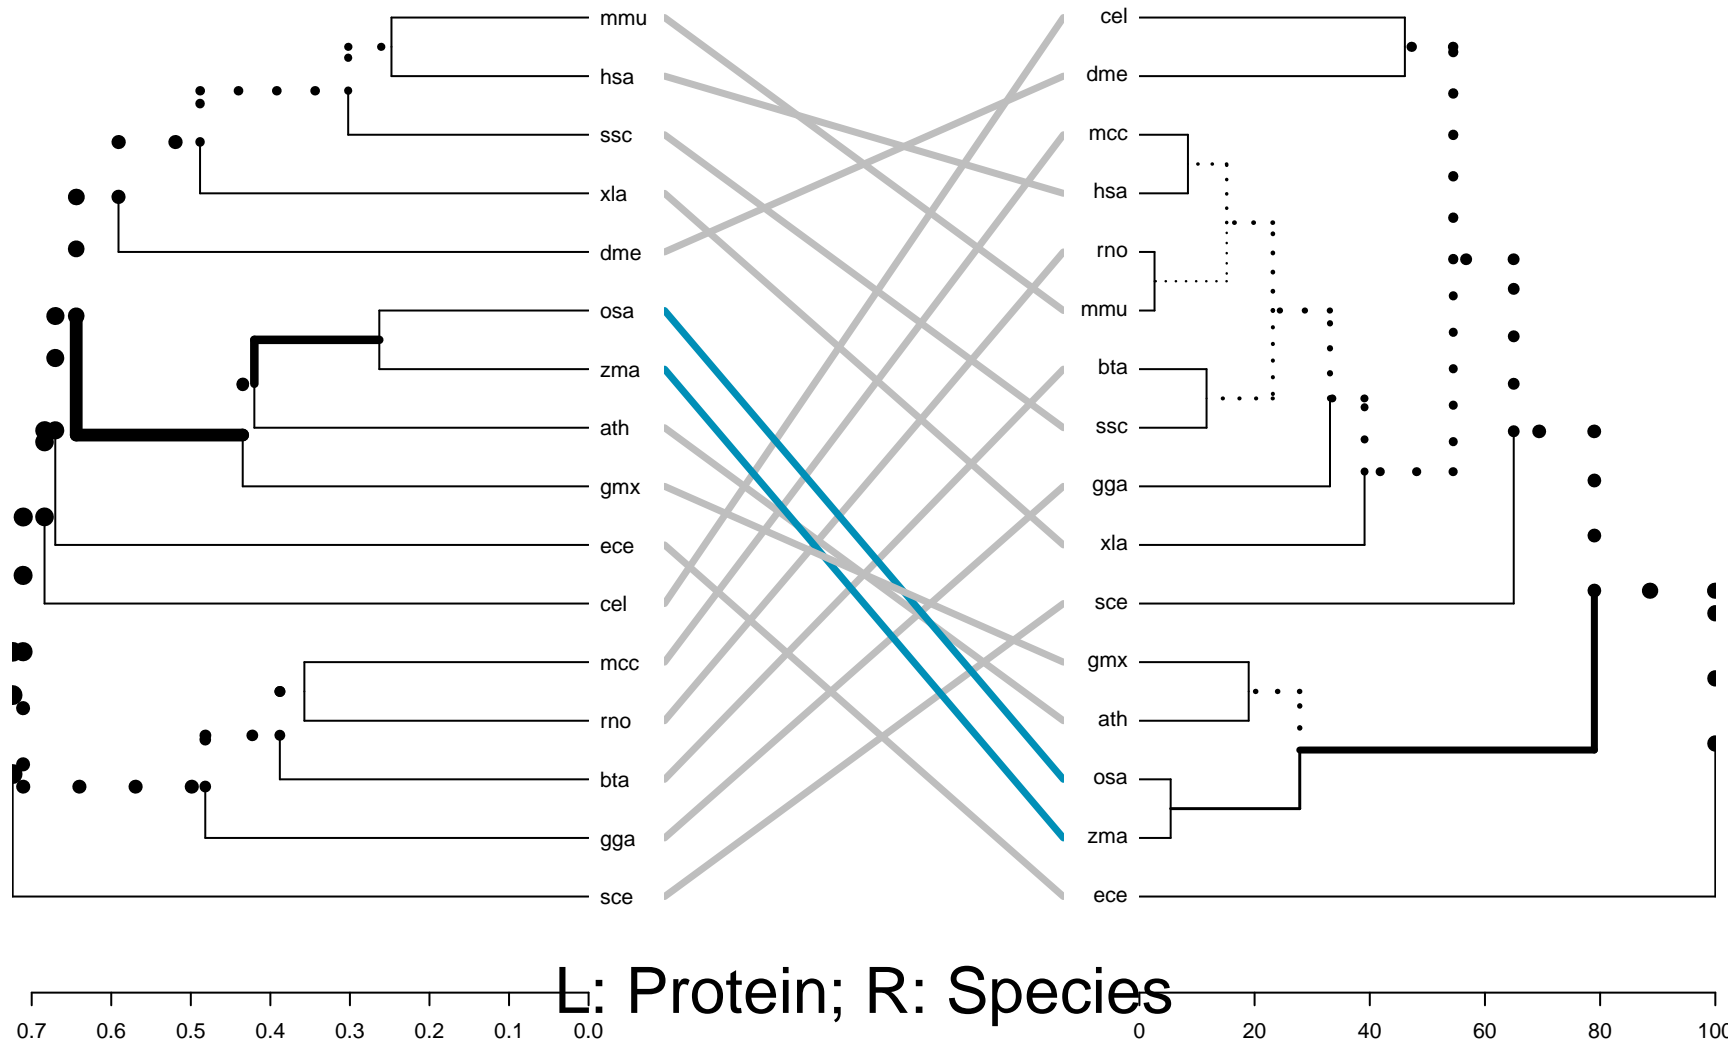 mmu cel
hsa dme
ssc mcc
xla hsa
dme rno
osa mmu
zma bta
ath ssc
gmx gga
ece xla
cel sce
mcc gmx
rno ath
bta osa
gga zma
sce ece
L: Protein; R: Species
0.7 0.6 0.5 0.4 0.3 0.2 0.1 0.0 0 20 40 60 80 100